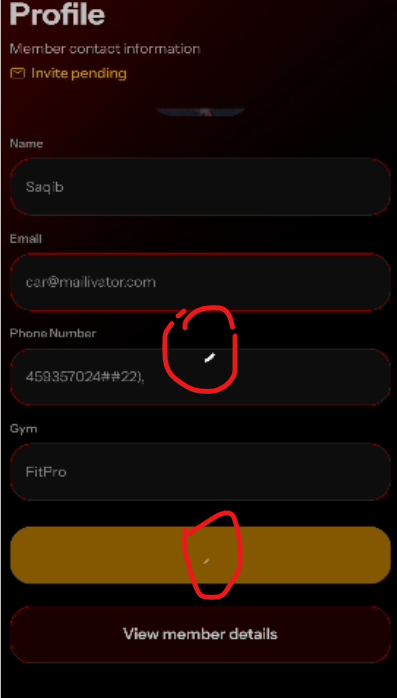 Profile
Member contact information
Invite pending
Name
Saqib
Email
car@mailivator.com
Phone Number
459357024##22),
Gym
FitPro
View member details